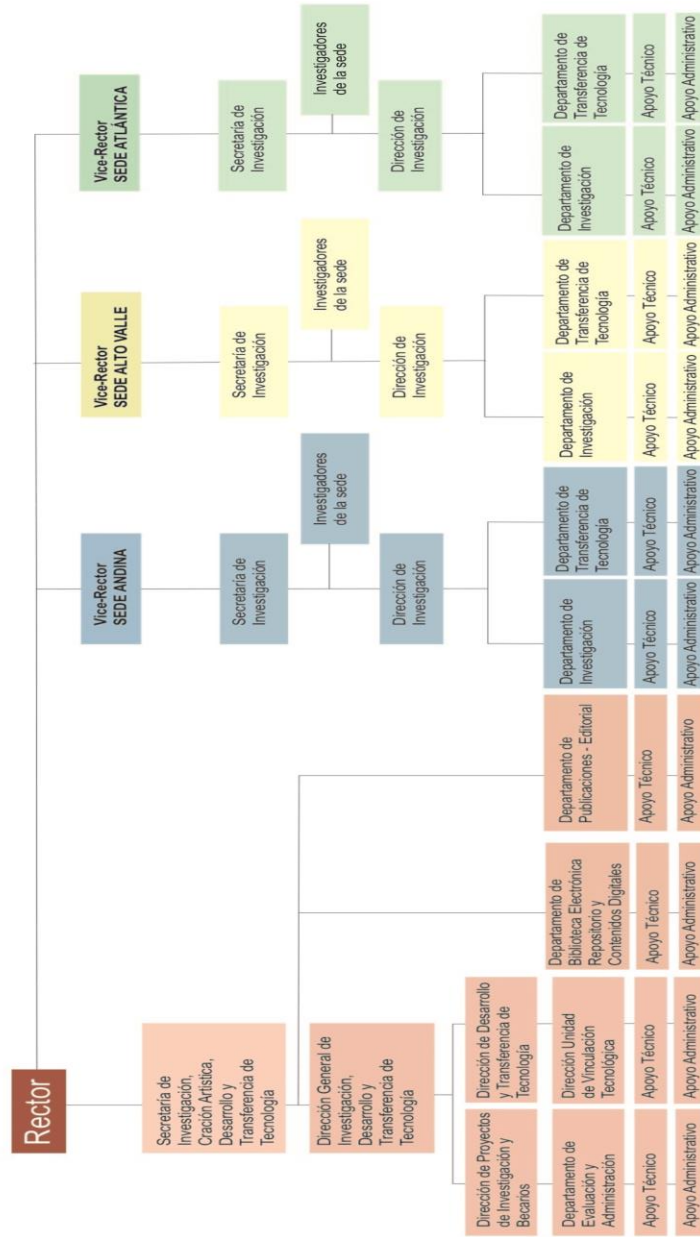 Rector
Secretaría de
Investigación,
Cración Artística,
Desarrollo y
Transferencia de
Tecnología
Dirección General de
Investigación,
Desarrollo y
Transferencia de
Tecnología
Dirección de Proyectos
de Investigación y
Becarios
Departamento de
Evaluación y
Administración
Apoyo Técnico
Apoyo Administrativo
Dirección de Desarrollo
y Transferencia de
Tecnología
Dirección Unidad
de Vinculación
Tecnológica
Apoyo Técnico
Apoyo Administrativo
Departamento de
Biblioteca Electrónica
Repositorio y
Contenidos Digitales
Apoyo Técnico
Apoyo Administrativo
Departamento de
Publicaciones - Editorial
Apoyo Técnico
Apoyo Administrativo
Vice-Rector
SEDE ANDINA
Secretaría de
Investigación
Investigadores
de la sede
Dirección de
Investigación
Departamento de
Investigación
Apoyo Técnico
Apoyo Administrativo
Departamento de
Transferencia de
Tecnología
Apoyo Técnico
Apoyo Administrativo
Vice-Rector
SEDE ALTO VALLE
Secretaría de
Investigación
Investigadores
de la sede
Dirección de
Investigación
Departamento de
Investigación
Apoyo Técnico
Apoyo Administrativo
Departamento de
Transferencia de
Tecnología
Apoyo Técnico
Apoyo Administrativo
Vice-Rector
SEDE ATLÁNTICA
Secretaría de
Investigación
Investigadores
de la sede
Dirección de
Investigación
Departamento de
Investigación
Apoyo Técnico
Apoyo Administrativo
Departamento de
Transferencia de
Tecnología
Apoyo Técnico
Apoyo Administrativo